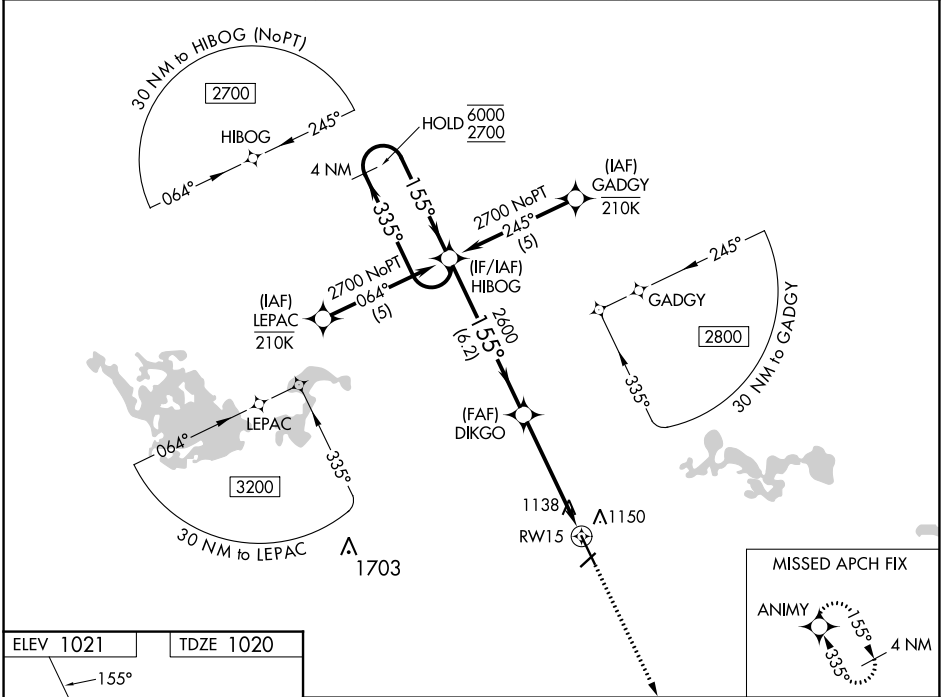 30 NM to HIBOG (NoPT)
2700
HIBOG
245°
064°
HOLD 6000
2700
4 NM
155°
335°
(IAF)
GADGY
210K
2700 NoPT
245°
(5)
(IF/IAF)
HIBOG
2700 NoPT
064°
(5)
(IAF)
LEPAC
210K
245°
GADGY
2800
335°
30 NM to GADGY
2600
155°
(6.2)
(FAF)
DIKGO
LEPAC
064°
335°
3200
30 NM to LEPAC
1703
1138
1150
RW15
MISSED APCH FIX
ANIMY
155°
335°
4 NM
ELEV 1021
TDZE 1020
155°